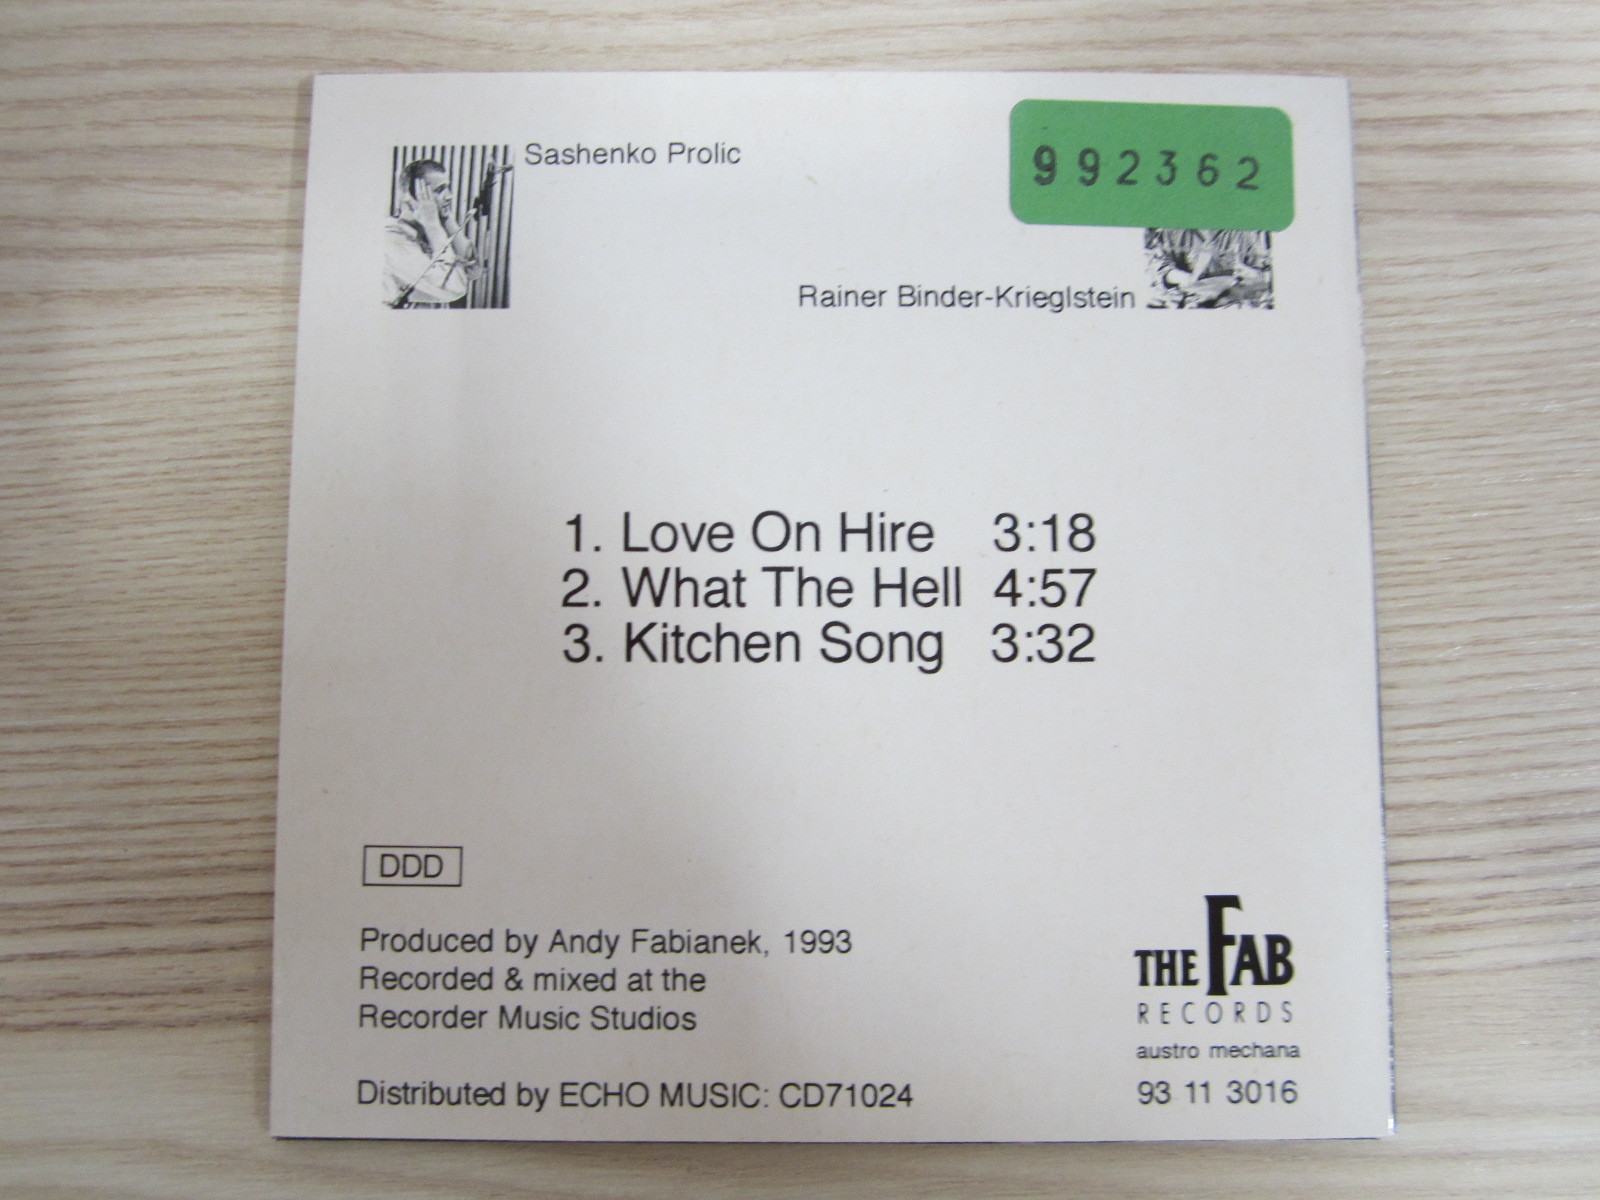 Sashenko Prolic
992362
Rainer Binder-Krieglstein
1. Love On Hire 3:18
2. What The Hell 4:57
3. Kitchen Song 3:32
DDD
Produced by Andy Fabianek, 1993
Recorded & mixed at the
Recorder Music Studios
Distributed by ECHO MUSIC: CD71024
THE FAB
RECORDS
austro mechana
93 11 3016